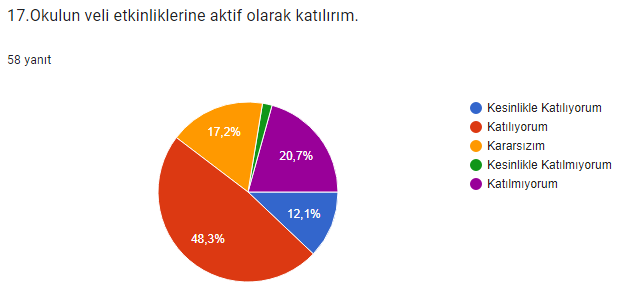 17.Okulun veli etkinliklerine aktif olarak katılırım.
58 yanıt
Kesinlikle Katılıyorum
Katılıyorum
Kararsızım
Kesinlikle Katılmıyorum
Katılmıyorum
17,2%
20,7%
12,1%
48,3%